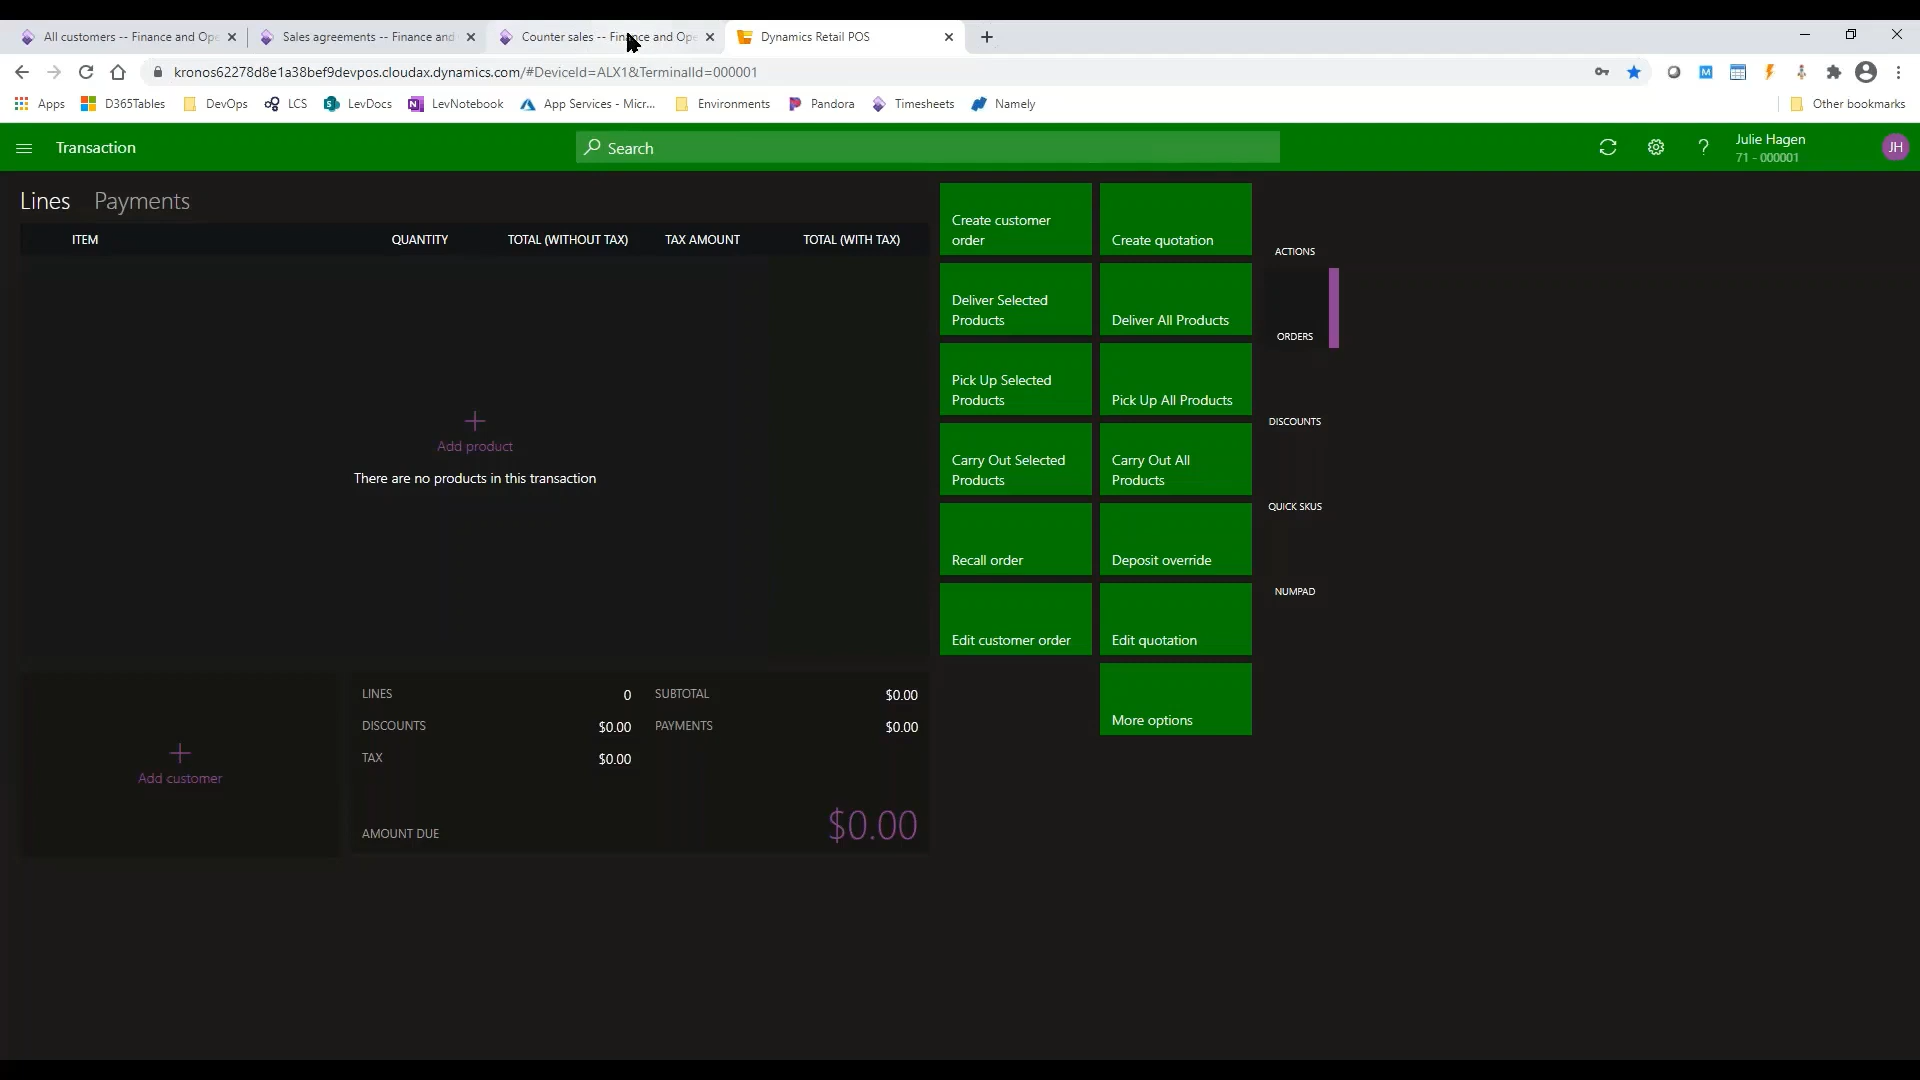 All customers -- Finance and Ope
Sales agreements -- Finance and
Counter sales -- Finance and Ope
Dynamics Retail POS
kronos62278d8e1a38bef9devpos.cloudax.dynamics.com/#DeviceId=ALX1&TerminalId=000001
Apps
D365Tables
DevOps
LCS
LevDocs
LevNotebook
App Services - Micr...
Environments
Pandora
Timesheets
Namely
Other bookmarks
Transaction
Search
Julie Hagen
71 - 000001
JH
Lines
Payments
ITEM
QUANTITY
TOTAL (WITHOUT TAX)
TAX AMOUNT
TOTAL (WITH TAX)
Add product
There are no products in this transaction
Create customer
order
Create quotation
Deliver Selected
Products
Deliver All Products
Pick Up Selected
Products
Pick Up All Products
Carry Out Selected
Products
Carry Out All
Products
Recall order
Deposit override
Edit customer order
Edit quotation
More options
ACTIONS
ORDERS
DISCOUNTS
QUICK SKUS
NUMPAD
Add customer
LINES 0
SUBTOTAL $0.00
DISCOUNTS $0.00
PAYMENTS $0.00
TAX $0.00
AMOUNT DUE $0.00